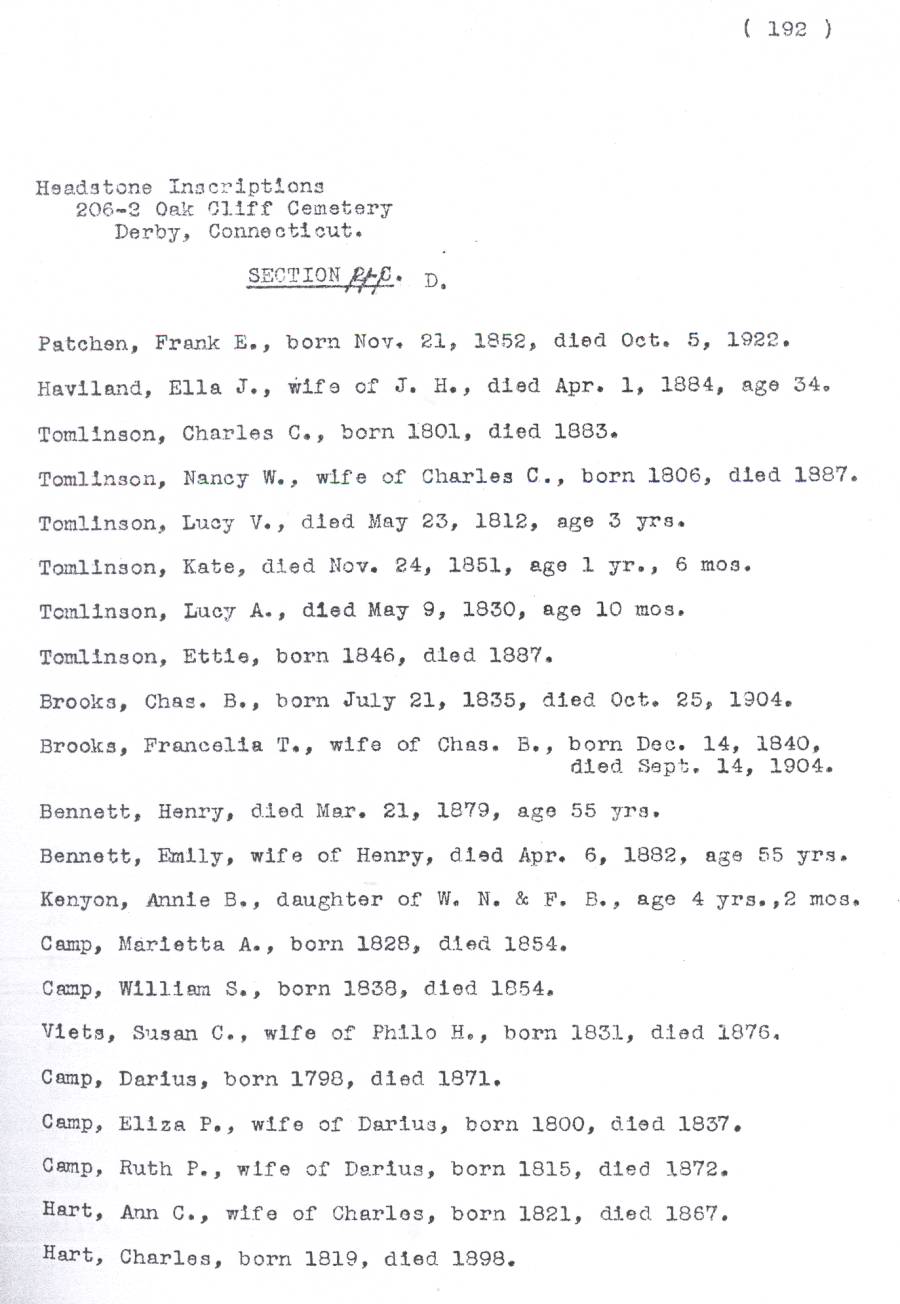 ( 192 )
Headstone Inscriptions
206-2 Oak Cliff Cemetery
Derby, Connecticut.
SECTION D.
Patchen, Frank E., born Nov. 21, 1852, died Oct. 5, 1922.
Haviland, Ella J., wife of J. H., died Apr. 1, 1884, age 34.
Tomlinson, Charles C., born 1801, died 1883.
Tomlinson, Nancy W., wife of Charles C., born 1806, died 1887.
Tomlinson, Lucy V., died May 23, 1812, age 3 yrs.
Tomlinson, Kate, died Nov. 24, 1851, age 1 yr., 6 mos.
Tomlinson, Lucy A., died May 9, 1830, age 10 mos.
Tomlinson, Ettie, born 1846, died 1887.
Brooks, Chas. B., born July 21, 1835, died Oct. 25, 1904.
Brooks, Francelia T., wife of Chas. B., born Dec. 14, 1840,
died Sept. 14, 1904.
Bennett, Henry, died Mar. 21, 1879, age 55 yrs.
Bennett, Emily, wife of Henry, died Apr. 6, 1882, age 55 yrs.
Kenyon, Annie B., daughter of W. N. & F. B., age 4 yrs.,2 mos.
Camp, Marietta A., born 1828, died 1854.
Camp, William S., born 1838, died 1854.
Viets, Susan C., wife of Philo H., born 1831, died 1876.
Camp, Darius, born 1798, died 1871.
Camp, Eliza P., wife of Darius, born 1800, died 1837.
Camp, Ruth P., wife of Darius, born 1815, died 1872.
Hart, Ann C., wife of Charles, born 1821, died 1867.
Hart, Charles, born 1819, died 1898.